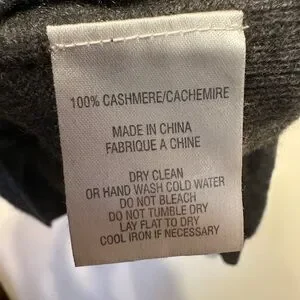 100% CASHMERE/CACHEMIRE
MADE IN CHINA
FABRIQUE A CHINE
DRY CLEAN
OR HAND WASH COLD WATER
DO NOT BLEACH
DO NOT TUMBLE DRY
LAY FLAT TO DRY
COOL IRON IF NECESSARY